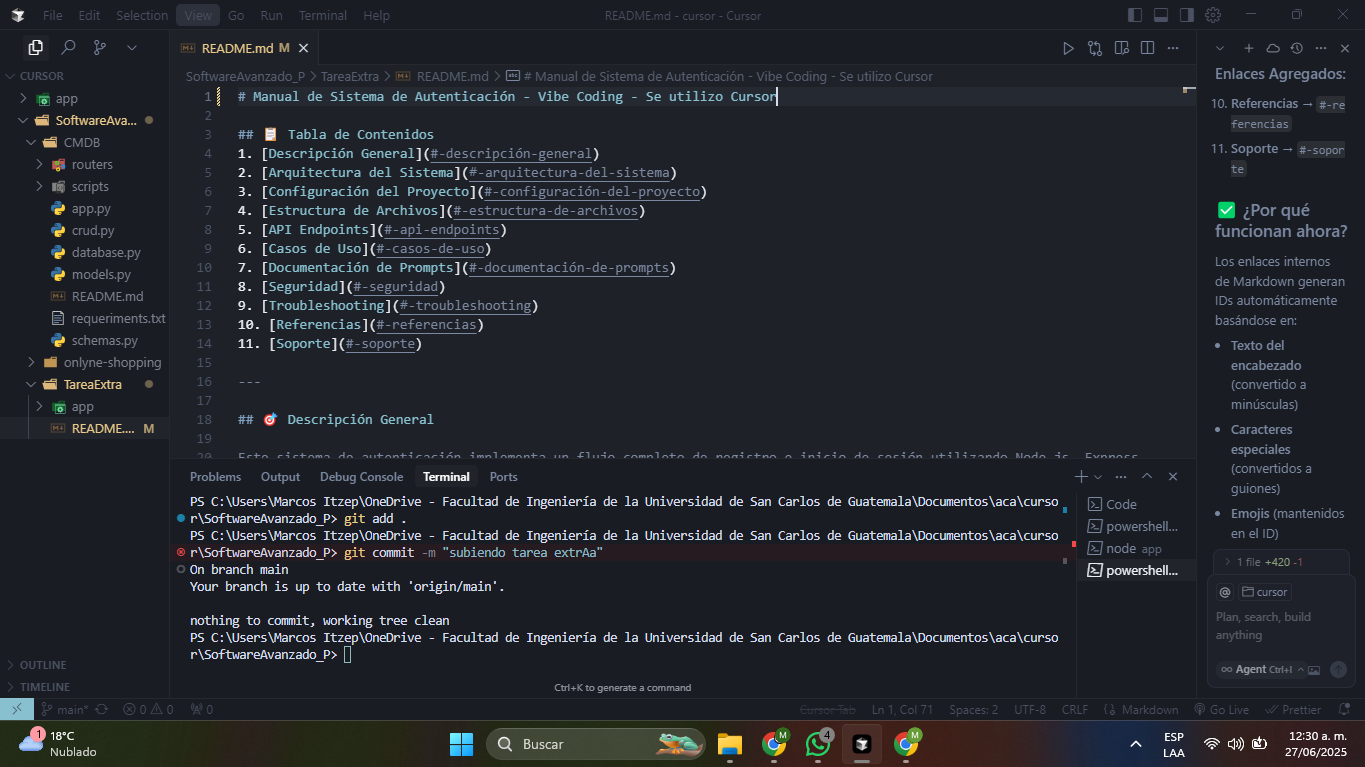 File Edit Selection View Go Run Terminal Help
README.md - cursor - Cursor
CURSOR
app
SoftwareAva...
CMDB
routers
scripts
app.py
crud.py
database.py
models.py
README.md
requeriments.txt
schemas.py
onlyne-shopping
TareaExtra
app
README.... M
OUTLINE
TIMELINE
README.md M
SoftwareAvanzado_P > TareaExtra > README.md > # Manual de Sistema de Autenticación - Vibe Coding - Se utilizo Cursor
1 # Manual de Sistema de Autenticación - Vibe Coding - Se utilizo Cursor
2
3 ## 📋 Tabla de Contenidos
4 1. [Descripción General](#-descripción-general)
5 2. [Arquitectura del Sistema](#-arquitectura-del-sistema)
6 3. [Configuración del Proyecto](#-configuración-del-proyecto)
7 4. [Estructura de Archivos](#-estructura-de-archivos)
8 5. [API Endpoints](#-api-endpoints)
9 6. [Casos de Uso](#-casos-de-uso)
10 7. [Documentación de Prompts](#-documentación-de-prompts)
11 8. [Seguridad](#-seguridad)
12 9. [Troubleshooting](#-troubleshooting)
13 10. [Referencias](#-referencias)
14 11. [Soporte](#-soporte)
15
16 ---
17
18 ## 🎯 Descripción General
19
20 Este sistema de autenticación implementa un flujo completo de registro e inicio de sesión utilizando Node.js, Express
Problems Output Debug Console Terminal Ports
PS C:\Users\Marcos Itzep\OneDrive - Facultad de Ingeniería de la Universidad de San Carlos de Guatemala\Documentos\aca\curso
r\SoftwareAvanzado_P> git add .
PS C:\Users\Marcos Itzep\OneDrive - Facultad de Ingeniería de la Universidad de San Carlos de Guatemala\Documentos\aca\curso
r\SoftwareAvanzado_P> git commit -m "subiendo tarea extrAa"
On branch main
Your branch is up to date with 'origin/main'.
nothing to commit, working tree clean
PS C:\Users\Marcos Itzep\OneDrive - Facultad de Ingeniería de la Universidad de San Carlos de Guatemala\Documentos\aca\curso
r\SoftwareAvanzado_P>
Ctrl+K to generate a command
Code
powershell...
node app
powershell...
Enlaces Agregados:
10. Referencias → #-re
ferencias
11. Soporte → #-sopor
te
✅ ¿Por qué
funcionan ahora?
Los enlaces internos
de Markdown generan
IDs automáticamente
basándose en:
• Texto del
encabezado
(convertido a
minúsculas)
• Caracteres
especiales
(convertidos a
guiones)
• Emojis (mantenidos
en el ID)
1 file +420 -1
@ cursor
Plan, search, build
anything
∞ Agent Ctrl+I
main* 0 0 0
Cursor Tab Ln 1, Col 71 Spaces: 2 UTF-8 CRLF Markdown Go Live Prettier
1
18°C
Nublado
Buscar
M
4
M
ESP
LAA
12:30 a. m.
27/06/2025